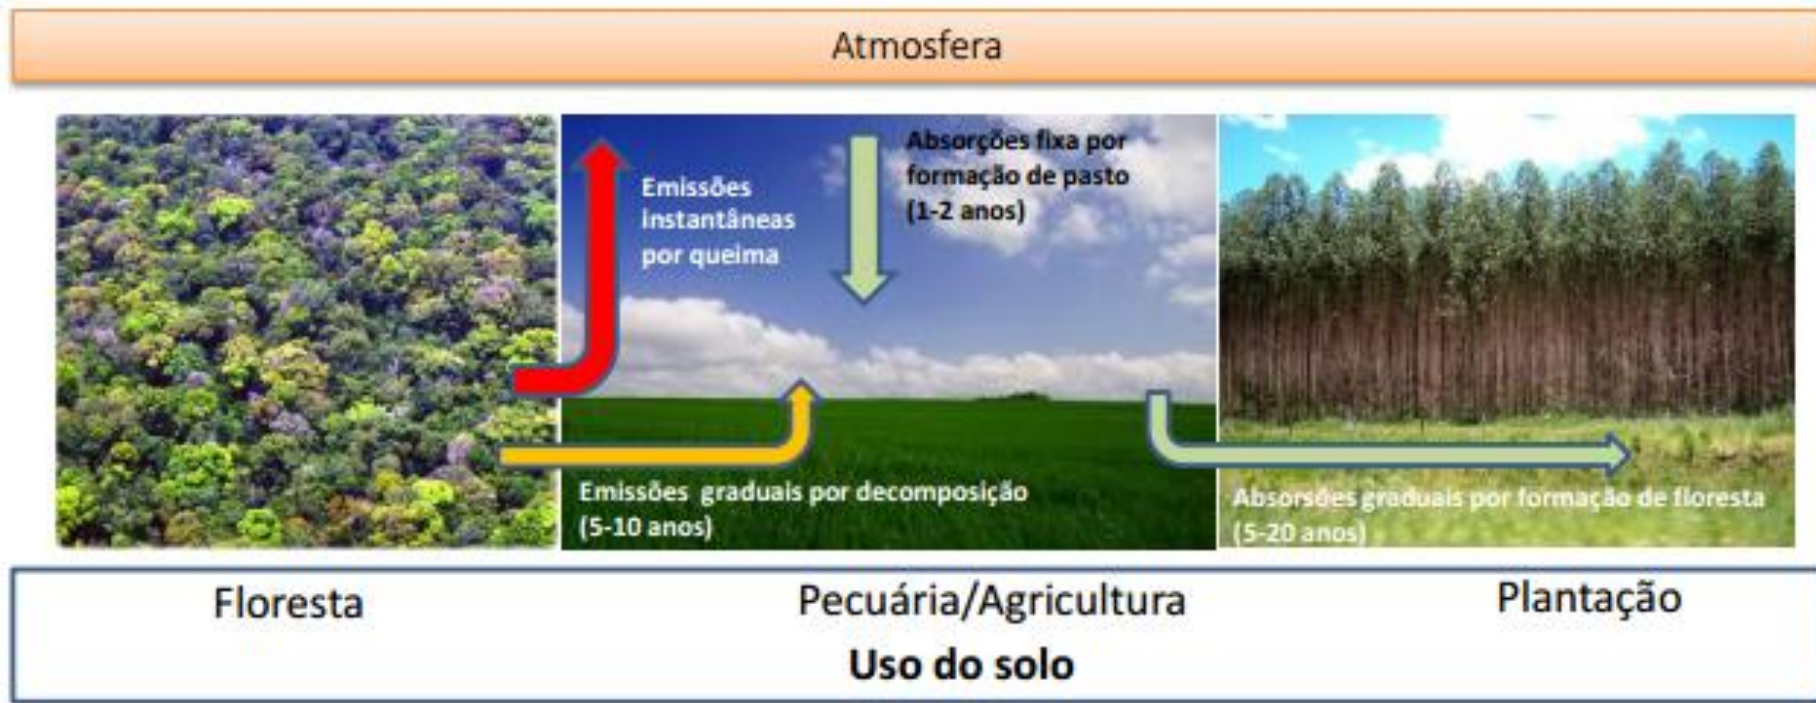 Atmosfera
Emissões
instantâneas
por queima
Absorções fixa por
formação de pasto
(1-2 anos)
Emissões graduais por decomposição
(5-10 anos)
Absorsões graduais por formação de floresta
(5-20 anos)
Floresta
Pecuária/Agricultura
Plantação
Uso do solo